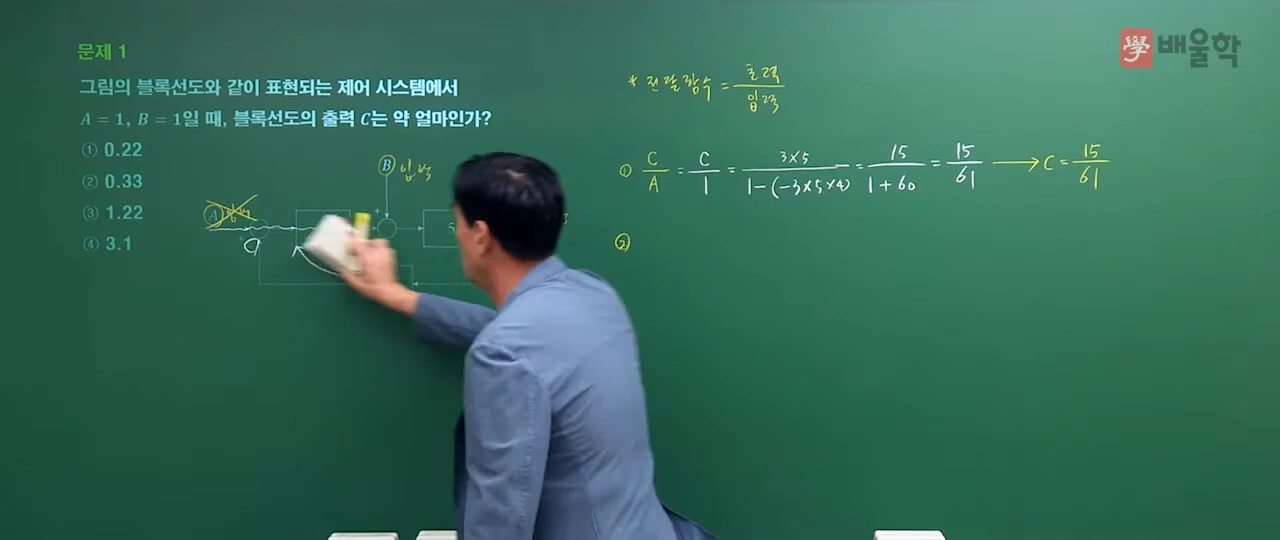 문제 1
學 배울학
그림의 블록선도와 같이 표현되는 제어 시스템에서
A = 1, B = 1일 때, 블록선도의 출력 C는 약 얼마인가?
① 0.22
② 0.33
③ 1.22
④ 3.1
A 입력
B 입력
+
5
* 전달함수 = 출력/입력
① C/A = C/1 = 3×5/1-(-3×5×4) = 15/1+60 = 15/61 → C = 15/61
②